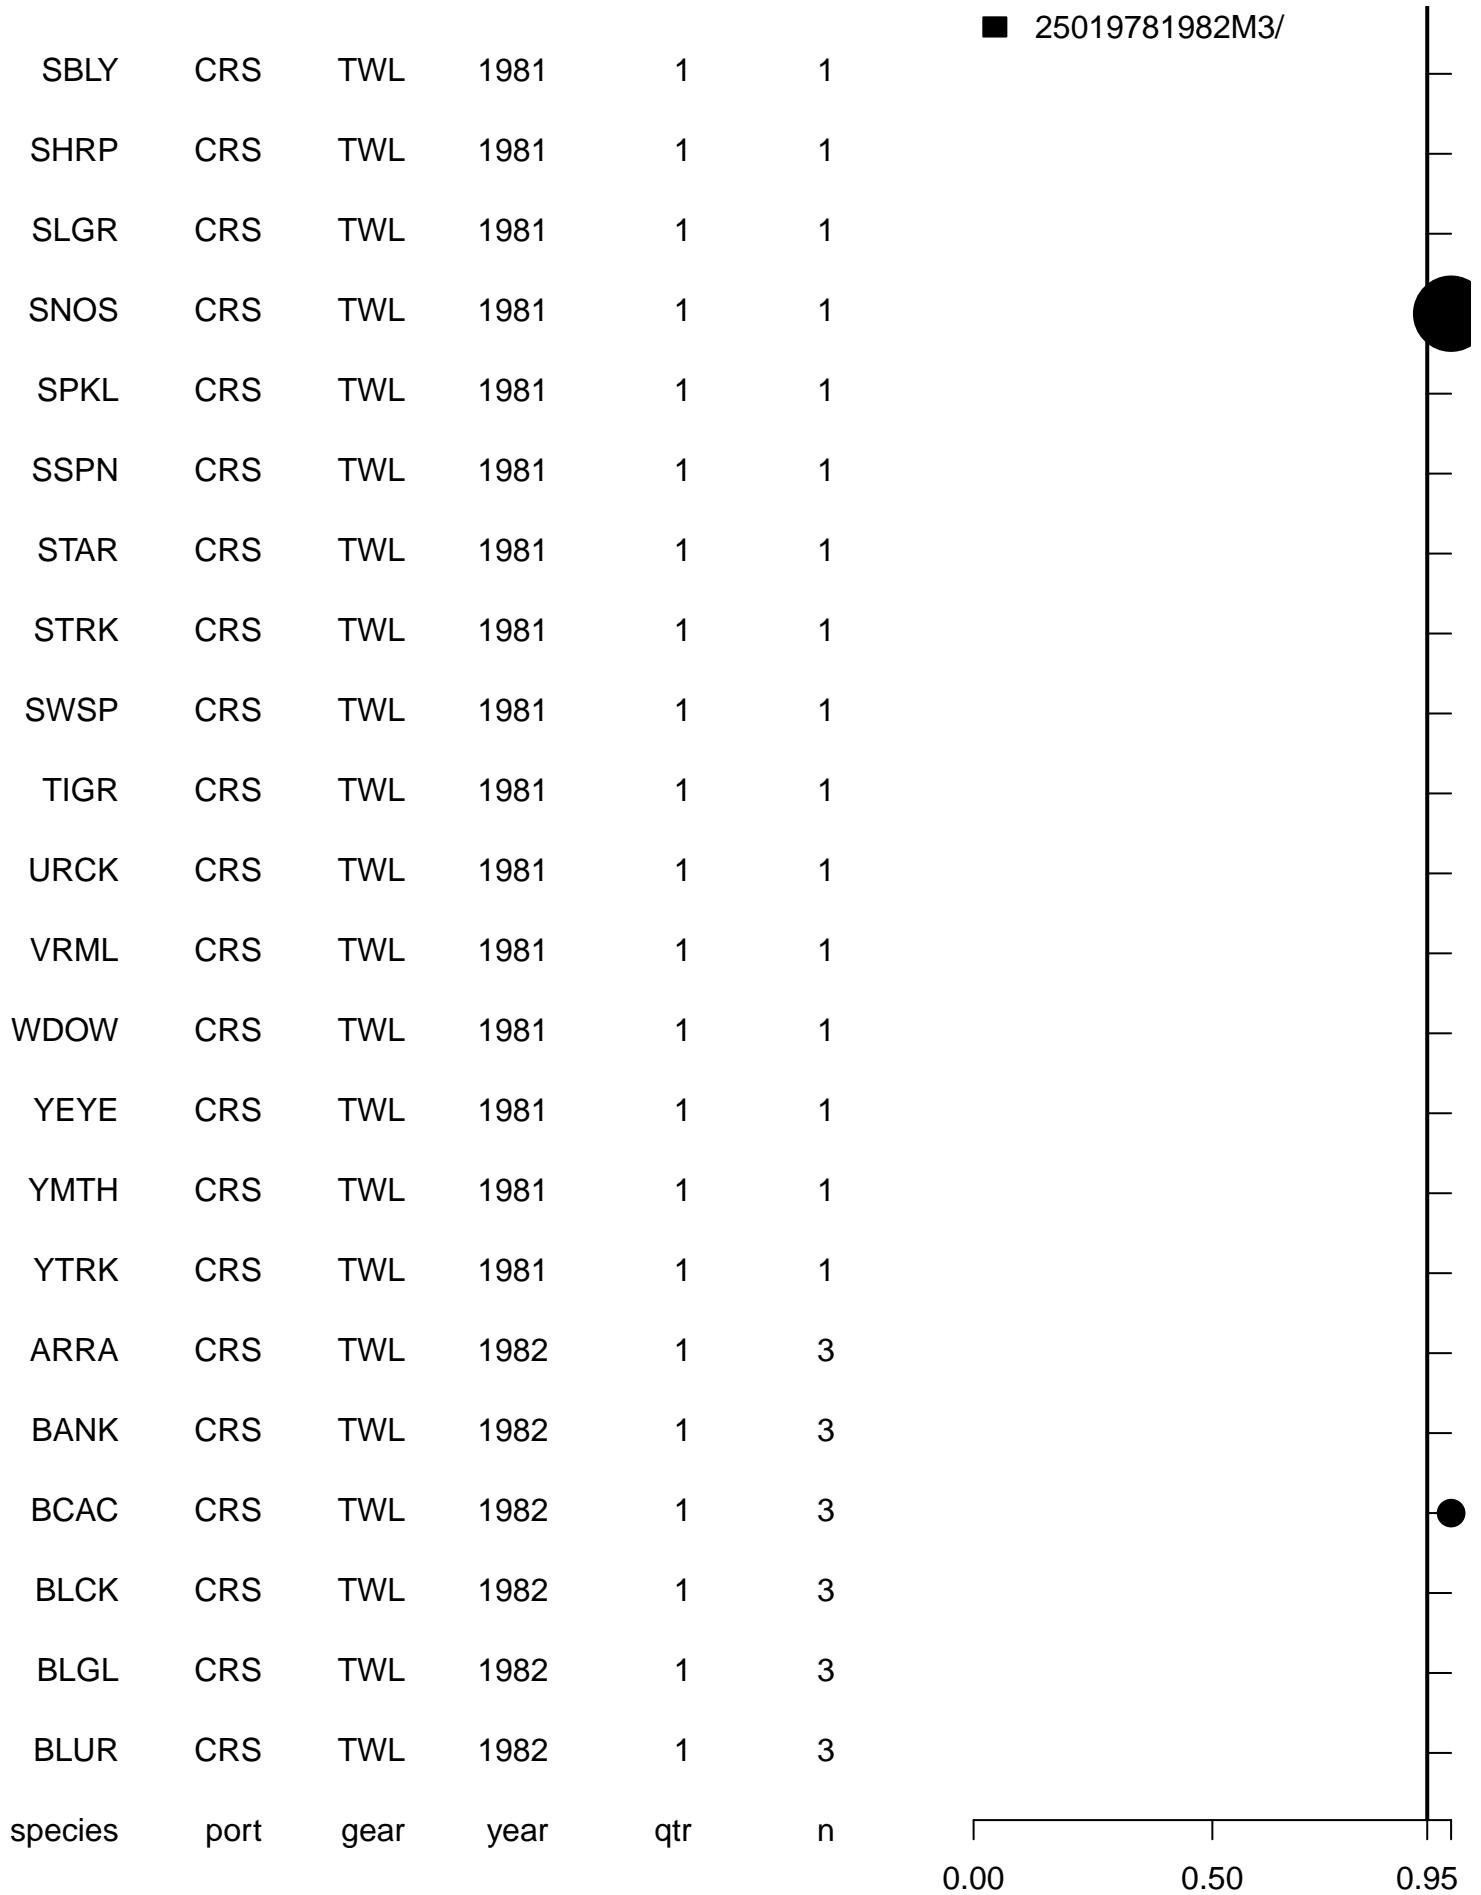 25019781982M3/
SBLY CRS TWL 1981 1 1
SHRP CRS TWL 1981 1 1
SLGR CRS TWL 1981 1 1
SNOS CRS TWL 1981 1 1
SPKL CRS TWL 1981 1 1
SSPN CRS TWL 1981 1 1
STAR CRS TWL 1981 1 1
STRK CRS TWL 1981 1 1
SWSP CRS TWL 1981 1 1
TIGR CRS TWL 1981 1 1
URCK CRS TWL 1981 1 1
VRML CRS TWL 1981 1 1
WDOW CRS TWL 1981 1 1
YEYE CRS TWL 1981 1 1
YMTH CRS TWL 1981 1 1
YTRK CRS TWL 1981 1 1
ARRA CRS TWL 1982 1 3
BANK CRS TWL 1982 1 3
BCAC CRS TWL 1982 1 3
BLCK CRS TWL 1982 1 3
BLGL CRS TWL 1982 1 3
BLUR CRS TWL 1982 1 3
species port gear year qtr n
0.00 0.50 0.95